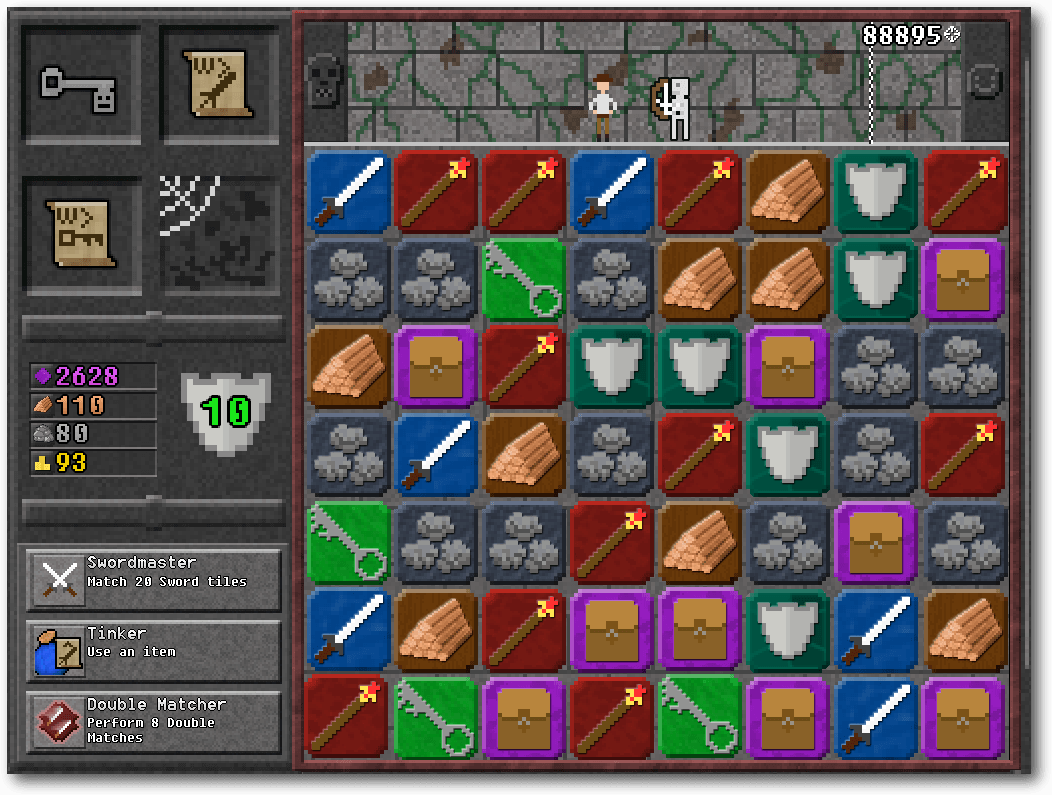 88895
W>
W>
2628
110
80
93
10
Swordmaster
Match 20 Sword tiles
Tinker
Use an item
Double Matcher
Perform 8 Double
Matches